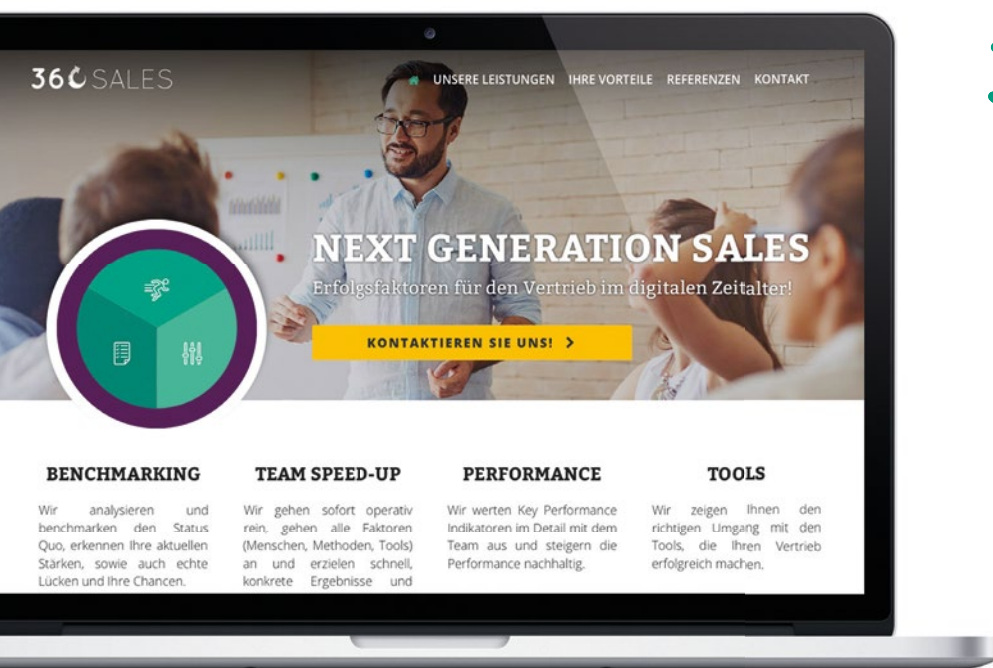 360 SALES
UNSERE LEISTUNGEN IHRE VORTEILE REFERENZEN KONTAKT
NEXT GENERATION SALES
Erfolgsfaktoren für den Vertrieb im digitalen Zeitalter!
KONTAKTIEREN SIE UNS!
BENCHMARKING
Wir analysieren und
benchmarken den Status
Quo, erkennen Ihre aktuellen
Stärken, sowie auch echte
Lücken und Ihre Chancen.
TEAM SPEED-UP
Wir gehen sofort operativ
rein, gehen alle Faktoren
(Menschen, Methoden, Tools)
an und erzielen schnell,
konkrete Ergebnisse und
PERFORMANCE
Wir werten Key Performance
Indikatoren im Detail mit dem
Team aus und steigern die
Performance nachhaltig.
TOOLS
Wir zeigen Ihnen den
richtigen Umgang mit den
Tools, die Ihren Vertrieb
erfolgreich machen.